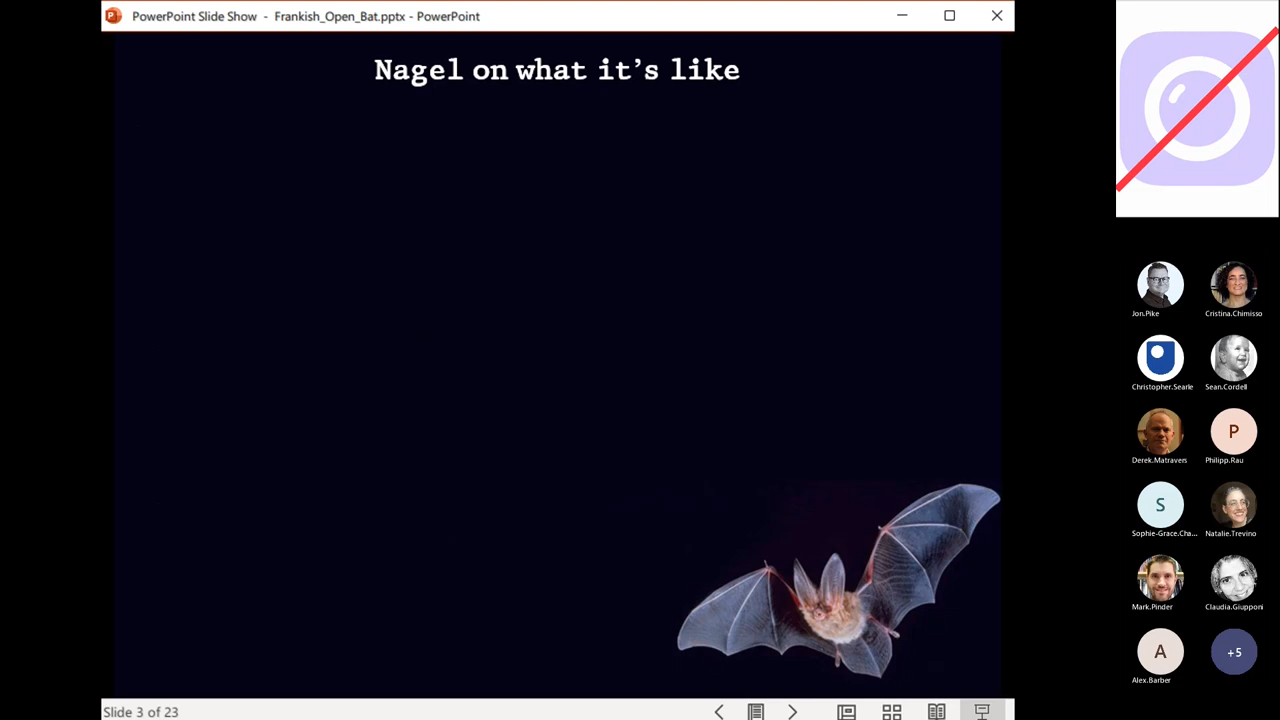 PowerPoint Slide Show - Frankish_Open_Bat.pptx - PowerPoint
Nagel on what it's like
Jon.Pike
Cristina.Chimisso
Christopher.Searle
Sean.Cordell
Derek.Matravers
P
Philipp.Rau
S
Sophie-Grace.Cha...
Natalie.Trevino
Mark.Pinder
Claudia.Giupponi
A
+5
Alex.Barber
Slide 3 of 23